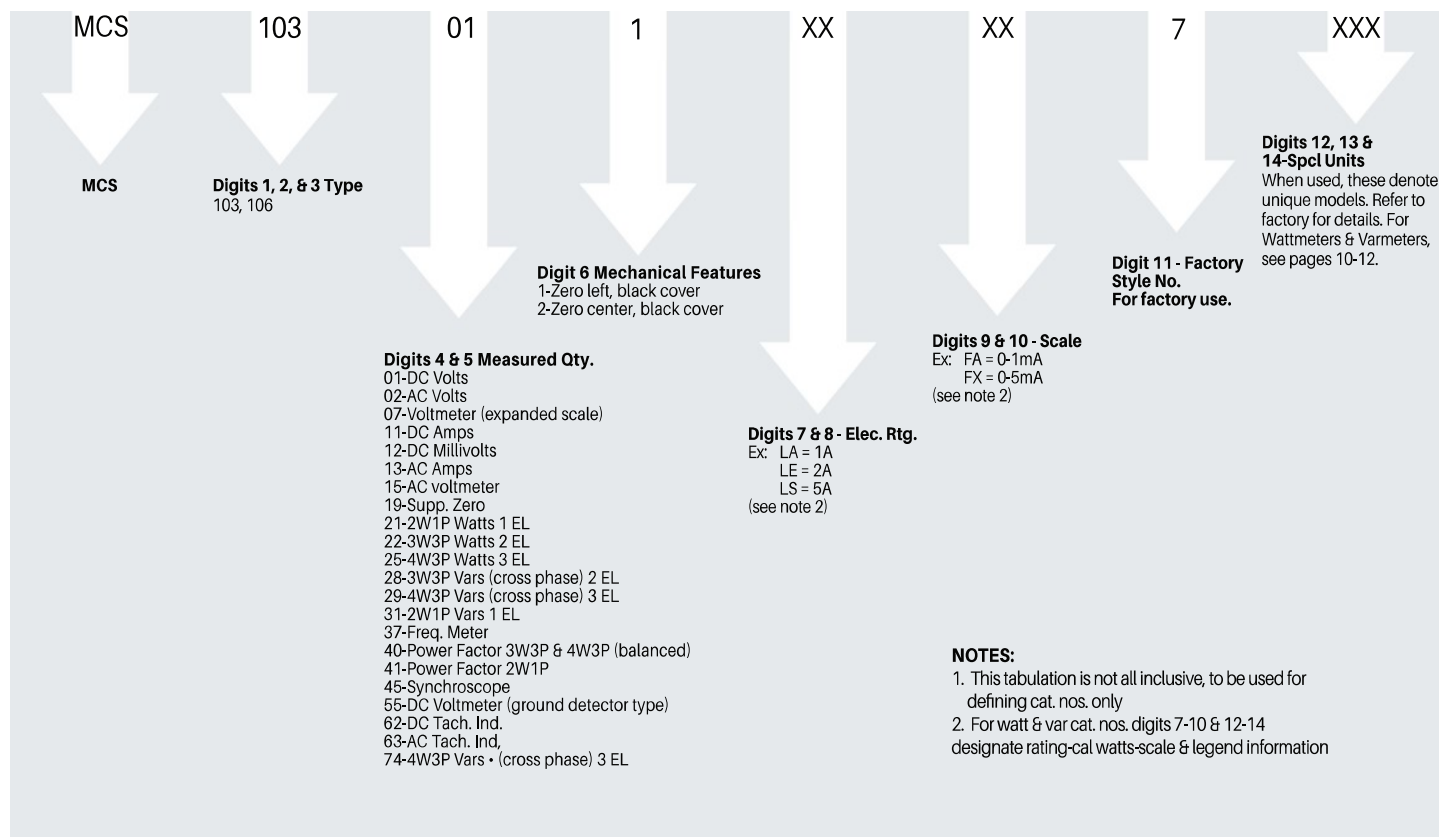 MCS 103 01 1 XX XX 7 XXX
MCS
Digits 1, 2, & 3 Type
103, 106
Digits 4 & 5 Measured Qty.
01-DC Volts
02-AC Volts
07-Voltmeter (expanded scale)
11-DC Amps
12-DC Millivolts
13-AC Amps
15-AC voltmeter
19-Supp. Zero
21-2W1P Watts 1 EL
22-3W3P Watts 2 EL
25-4W3P Watts 3 EL
28-3W3P Vars (cross phase) 2 EL
29-4W3P Vars (cross phase) 3 EL
31-2W1P Vars 1 EL
37-Freq. Meter
40-Power Factor 3W3P & 4W3P (balanced)
41-Power Factor 2W1P
45-Synchroscope
55-DC Voltmeter (ground detector type)
62-DC Tach. Ind.
63-AC Tach. Ind,
74-4W3P Vars • (cross phase) 3 EL
Digit 6 Mechanical Features
1-Zero left, black cover
2-Zero center, black cover
Digits 7 & 8 - Elec. Rtg.
Ex: LA = 1A
LE = 2A
LS = 5A
(see note 2)
Digits 9 & 10 - Scale
Ex: FA = 0-1mA
FX = 0-5mA
(see note 2)
Digit 11 - Factory
Style No.
For factory use.
Digits 12, 13 &
14-Spcl Units
When used, these denote
unique models. Refer to
factory for details. For
Wattmeters & Varmeters,
see pages 10-12.
NOTES:
1. This tabulation is not all inclusive, to be used for
defining cat. nos. only
2. For watt & var cat. nos. digits 7-10 & 12-14
designate rating-cal watts-scale & legend information